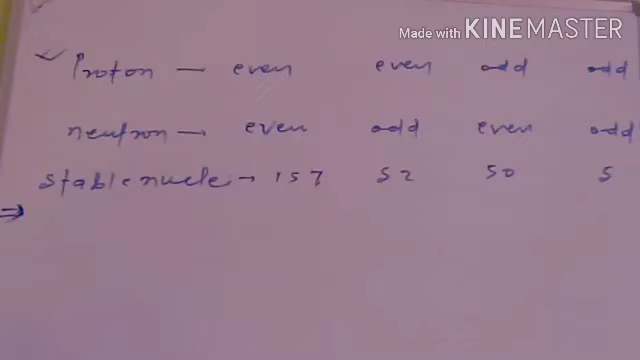 Made with KINEMASTER
Proton — even even odd odd
neutron — even odd even odd
stable nuclei → 157 52 50 5
⇒